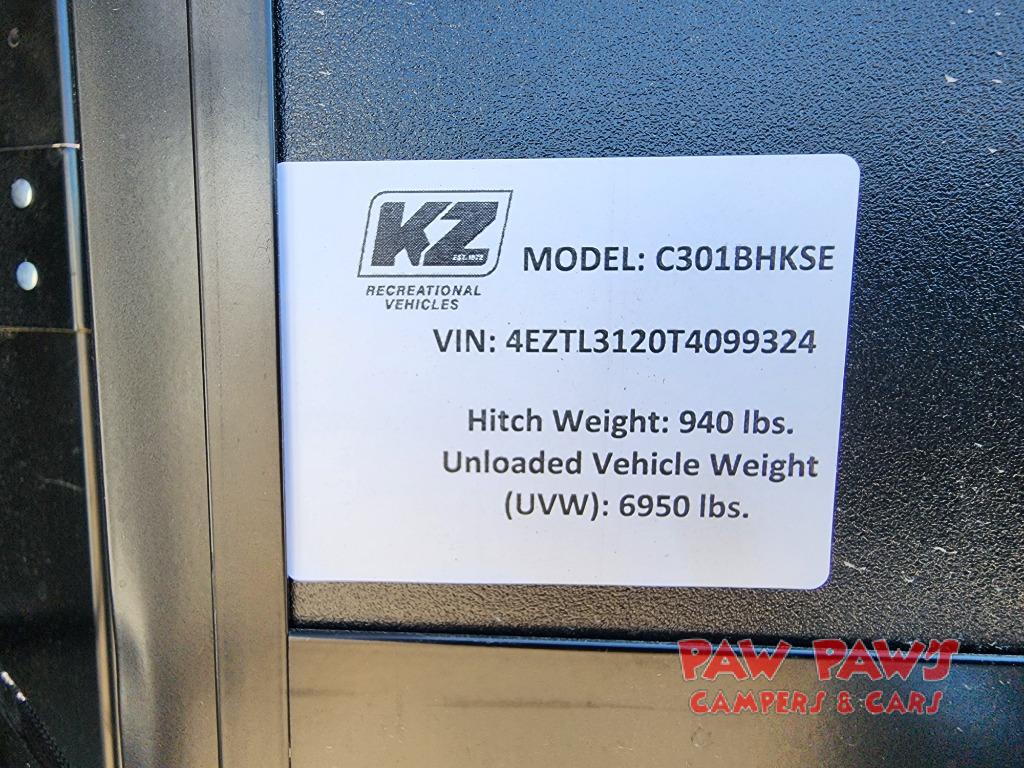 KZ
EST. 1972
RECREATIONAL
VEHICLES
MODEL: C301BHKSE
VIN: 4EZTL3120T4099324
Hitch Weight: 940 lbs.
Unloaded Vehicle Weight
(UVW): 6950 lbs.
PAW PAW'S
CAMPERS & CARS